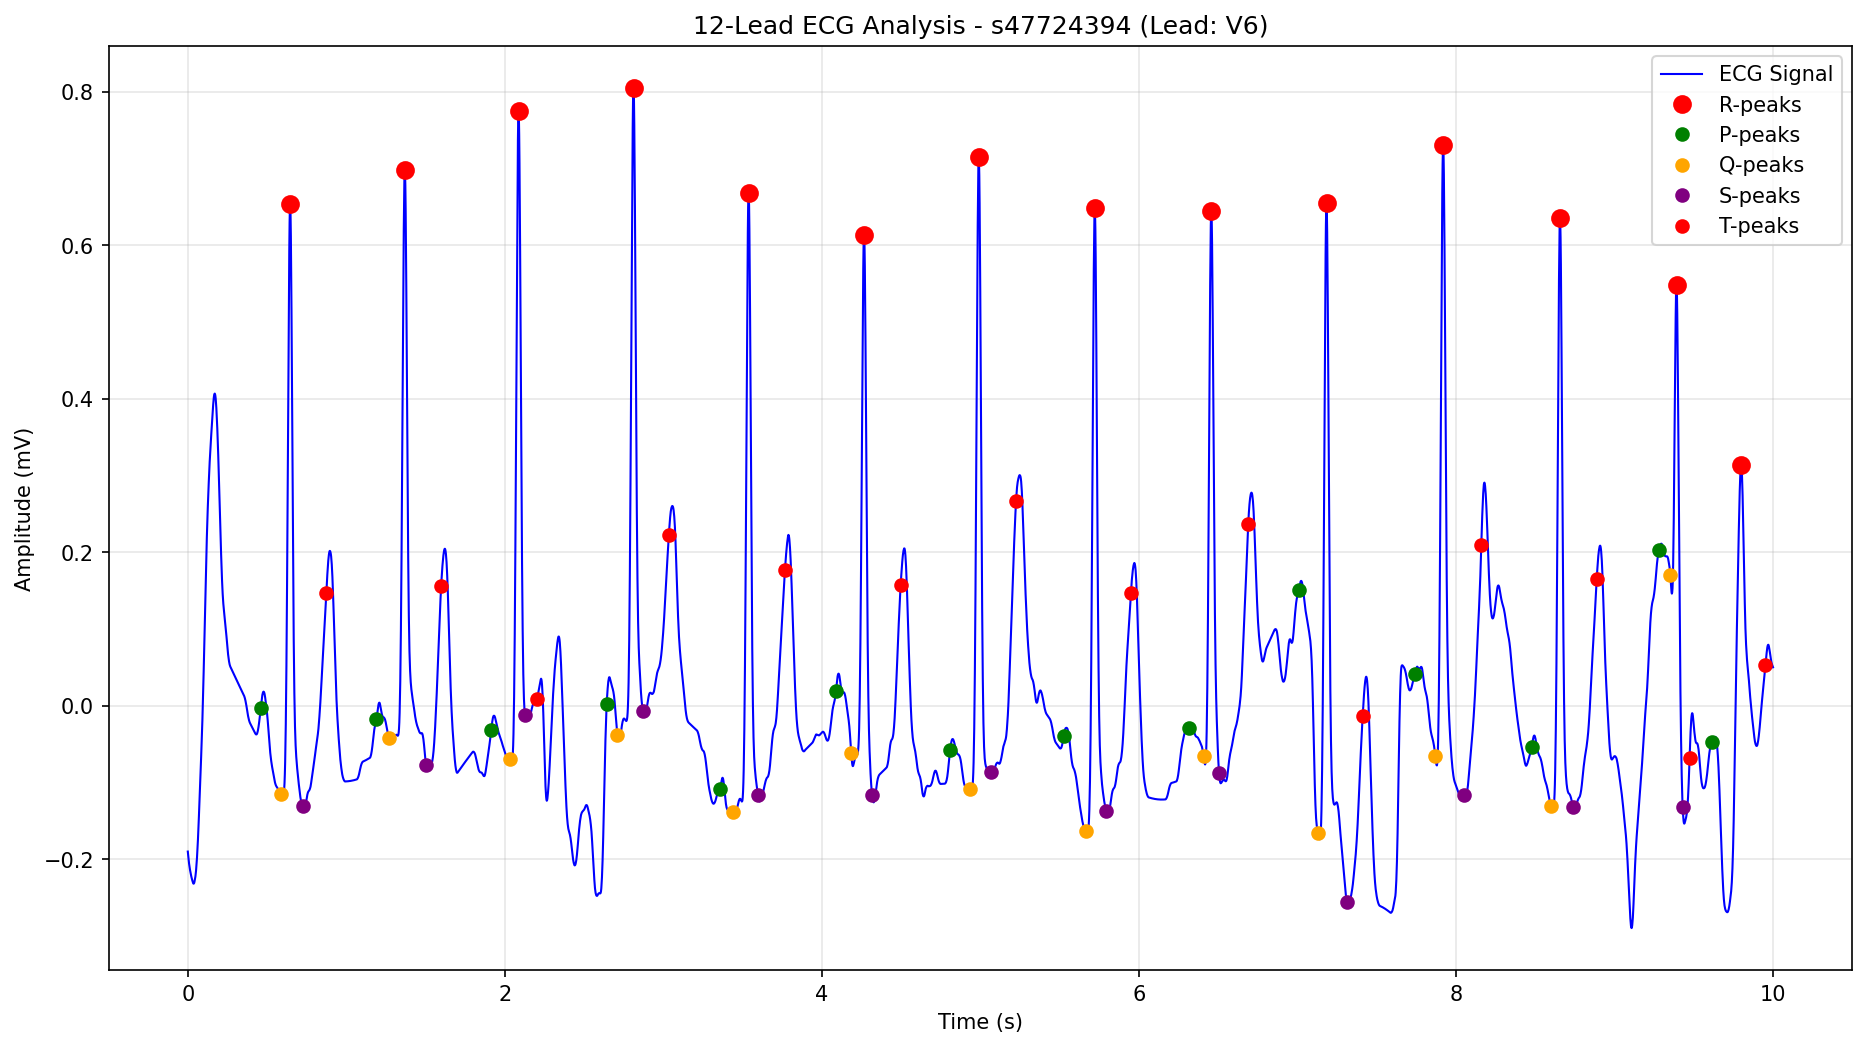 12-Lead ECG Analysis - s47724394 (Lead: V6)
ECG Signal
R-peaks
P-peaks
Q-peaks
S-peaks
T-peaks
Amplitude (mV)
0.8
0.6
0.4
0.2
0.0
−0.2
0 2 4 6 8 10
Time (s)